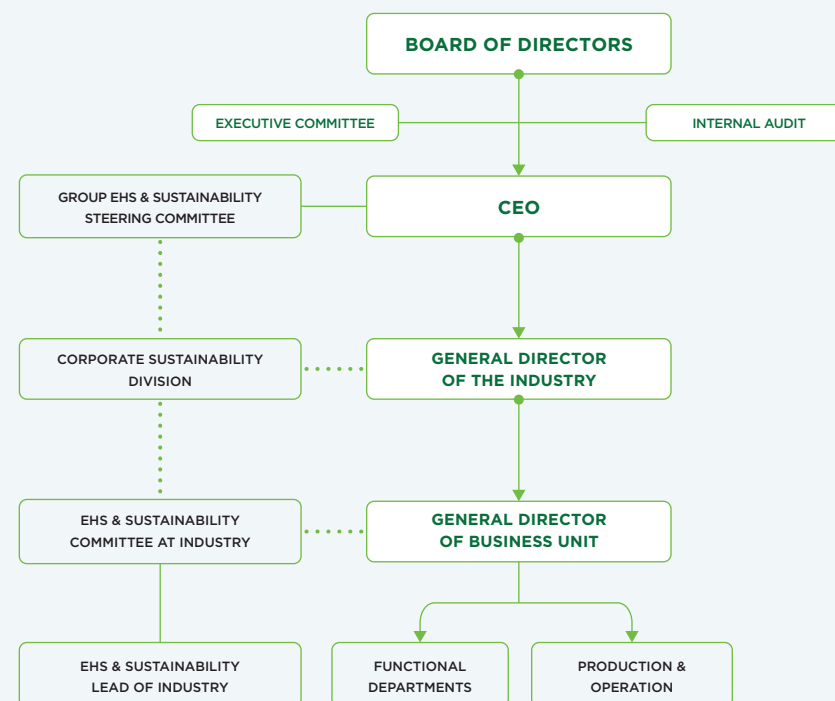 BOARD OF DIRECTORS
EXECUTIVE COMMITTEE
INTERNAL AUDIT
GROUP EHS & SUSTAINABILITY
STEERING COMMITTEE
CEO
CORPORATE SUSTAINABILITY
DIVISION
GENERAL DIRECTOR
OF THE INDUSTRY
EHS & SUSTAINABILITY
COMMITTEE AT INDUSTRY
GENERAL DIRECTOR
OF BUSINESS UNIT
EHS & SUSTAINABILITY
LEAD OF INDUSTRY
FUNCTIONAL
DEPARTMENTS
PRODUCTION &
OPERATION